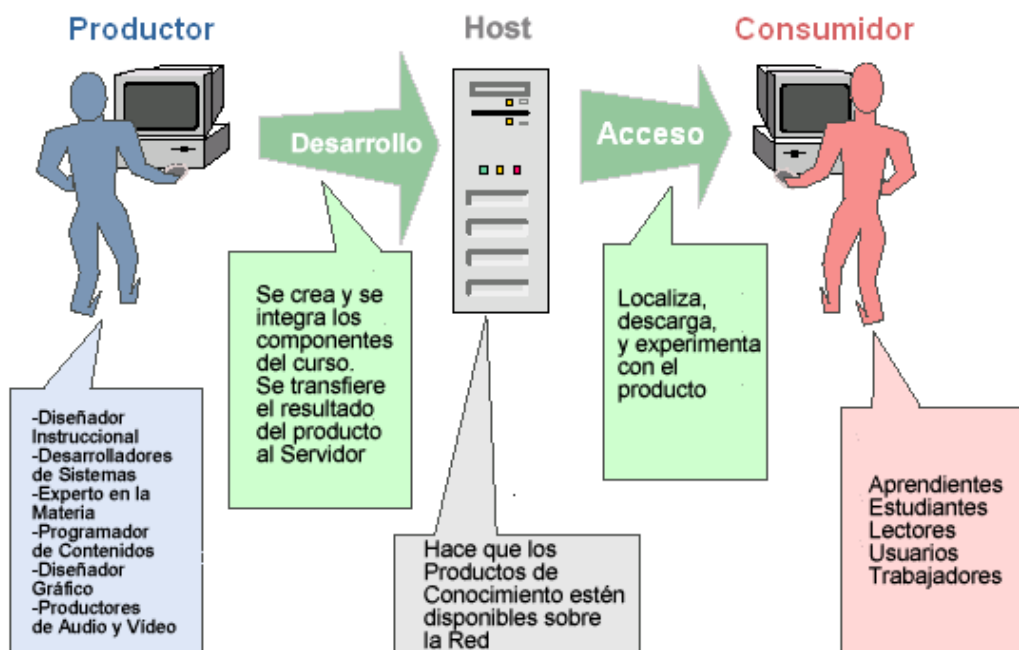 Productor
Host
Consumidor
Desarrollo
Acceso
Se crea y se
integra los
componentes
del curso.
Se transfiere
el resultado
del producto
al Servidor
Localiza,
descarga,
y experimenta
con el
producto
-Diseñador
Instruccional
-Desarrolladores
de Sistemas
-Experto en la
Materia
-Programador
de Contenidos
-Diseñador
Gráfico
-Productores
de Audio y Video
Hace que los
Productos de
Conocimiento estén
disponibles sobre
la Red
Aprendientes
Estudiantes
Lectores
Usuarios
Trabajadores